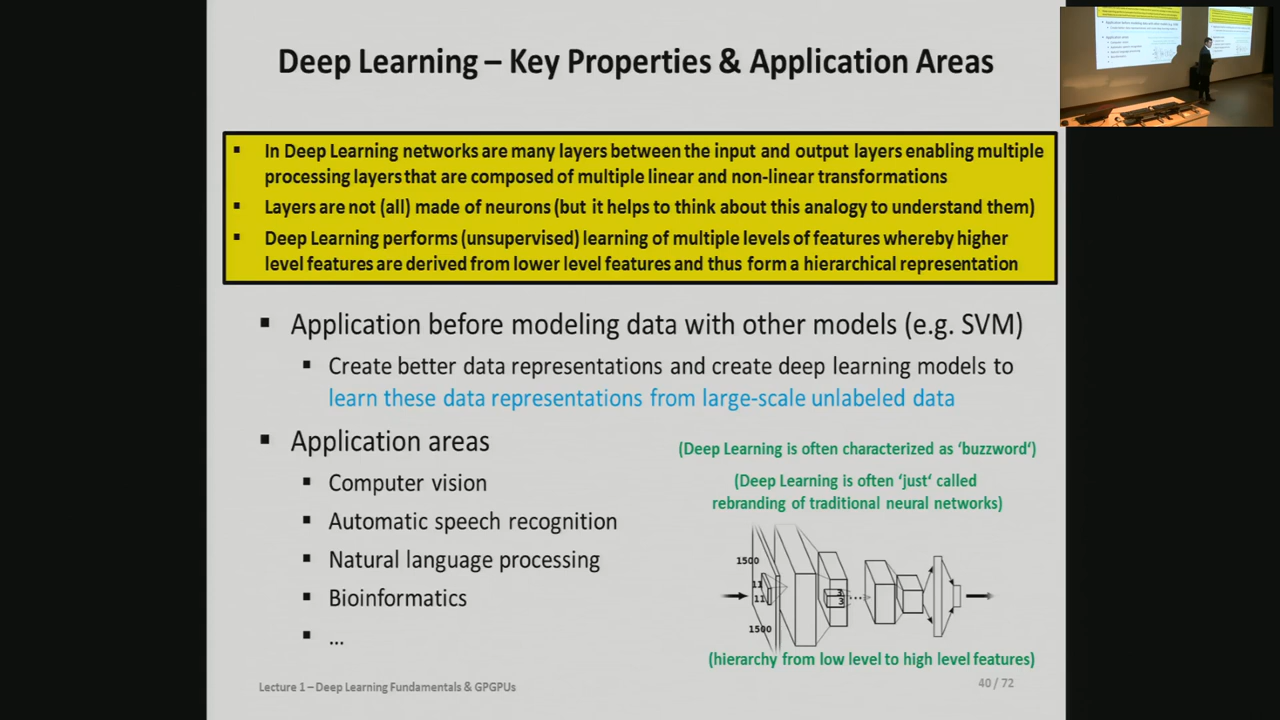 Deep Learning – Key Properties & Application Areas
▪ In Deep Learning networks are many layers between the input and output layers enabling multiple
processing layers that are composed of multiple linear and non-linear transformations
▪ Layers are not (all) made of neurons (but it helps to think about this analogy to understand them)
▪ Deep Learning performs (unsupervised) learning of multiple levels of features whereby higher
level features are derived from lower level features and thus form a hierarchical representation
▪ Application before modeling data with other models (e.g. SVM)
▪ Create better data representations and create deep learning models to
learn these data representations from large-scale unlabeled data
▪ Application areas
▪ Computer vision
▪ Automatic speech recognition
▪ Natural language processing
▪ Bioinformatics
▪ ...
(Deep Learning is often characterized as ‘buzzword‘)
(Deep Learning is often ‘just‘ called
rebranding of traditional neural networks)
1500
11
11
3
3
...
1500
(hierarchy from low level to high level features)
Lecture 1 – Deep Learning Fundamentals & GPGPUs
40 / 72